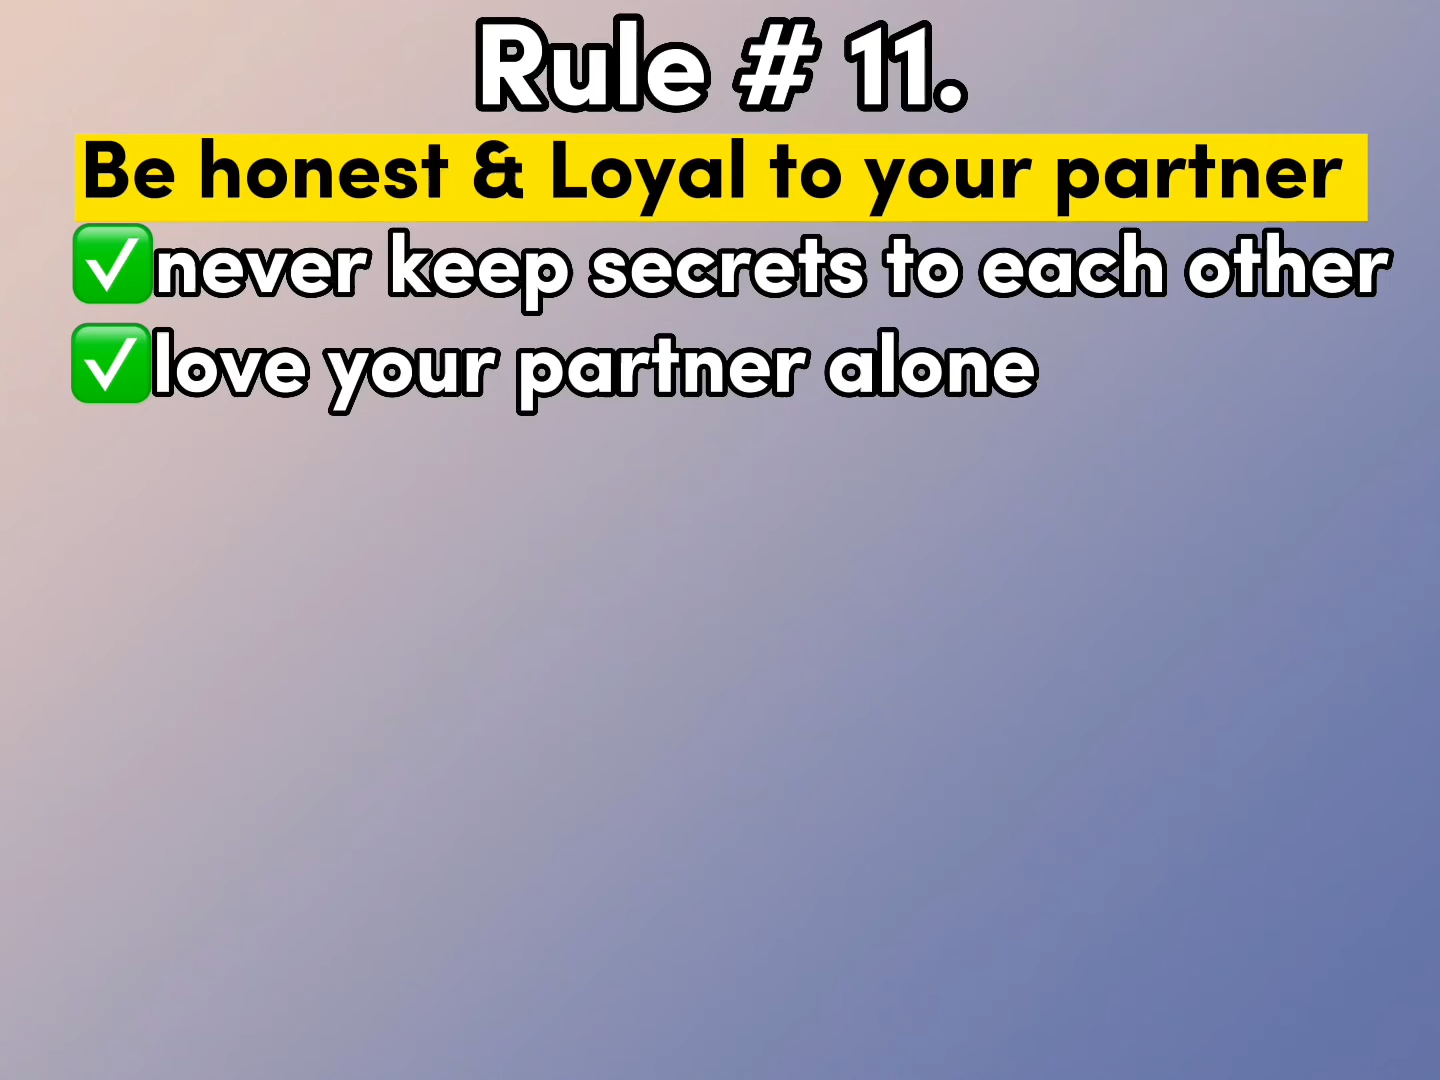 Rule # 11.
Be honest & Loyal to your partner
✅never keep secrets to each other
✅love your partner alone